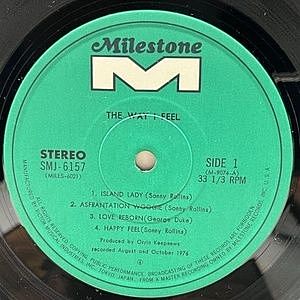 Milestone
M
THE WAY I FEEL
STEREO
SMJ-6157
(MILES-6021)
SIDE 1
(M-9074-A)
33 1/3 RPM
1. ISLAND LADY (Sonny Rollins)
2. ASFRANTATION WOOGIE (Sonny Rollins)
3. LOVE REBORN (George Duke)
4. HAPPY FEEL (Sonny Rollins)
Produced by Orrin Keepnews
recorded August and October 1976